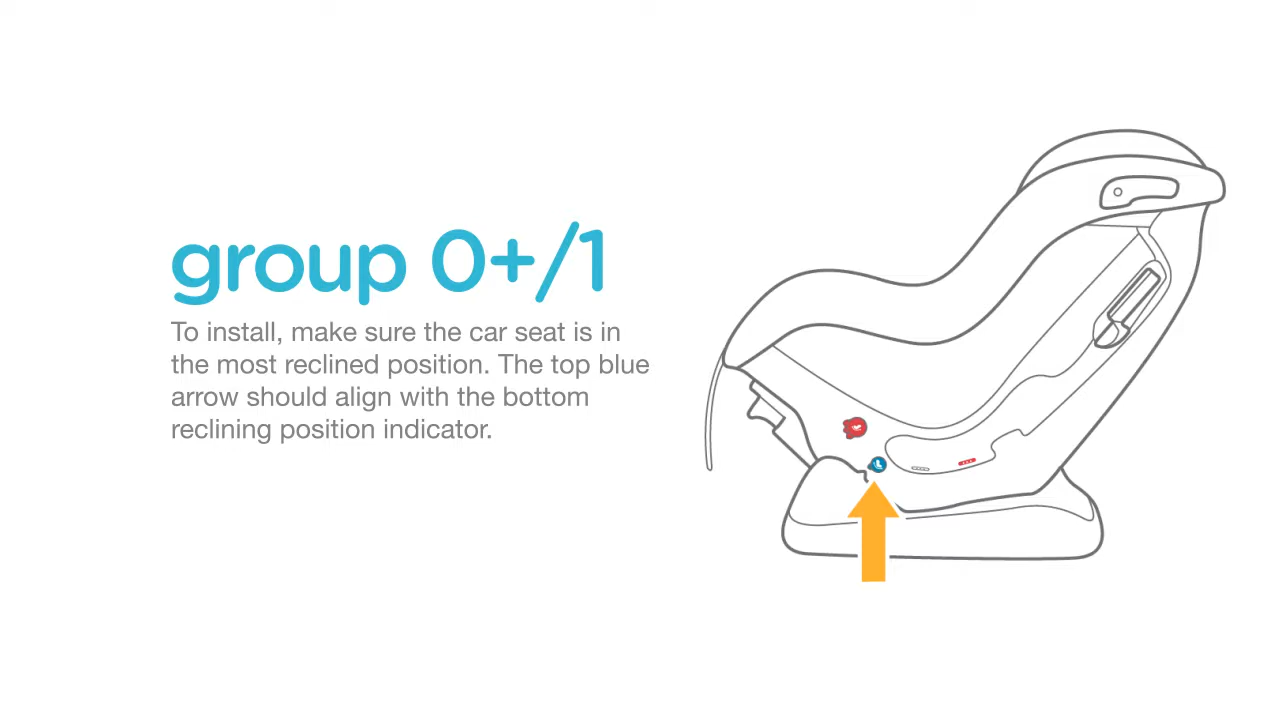 group 0+/1
To install, make sure the car seat is in
the most reclined position. The top blue
arrow should align with the bottom
reclining position indicator.